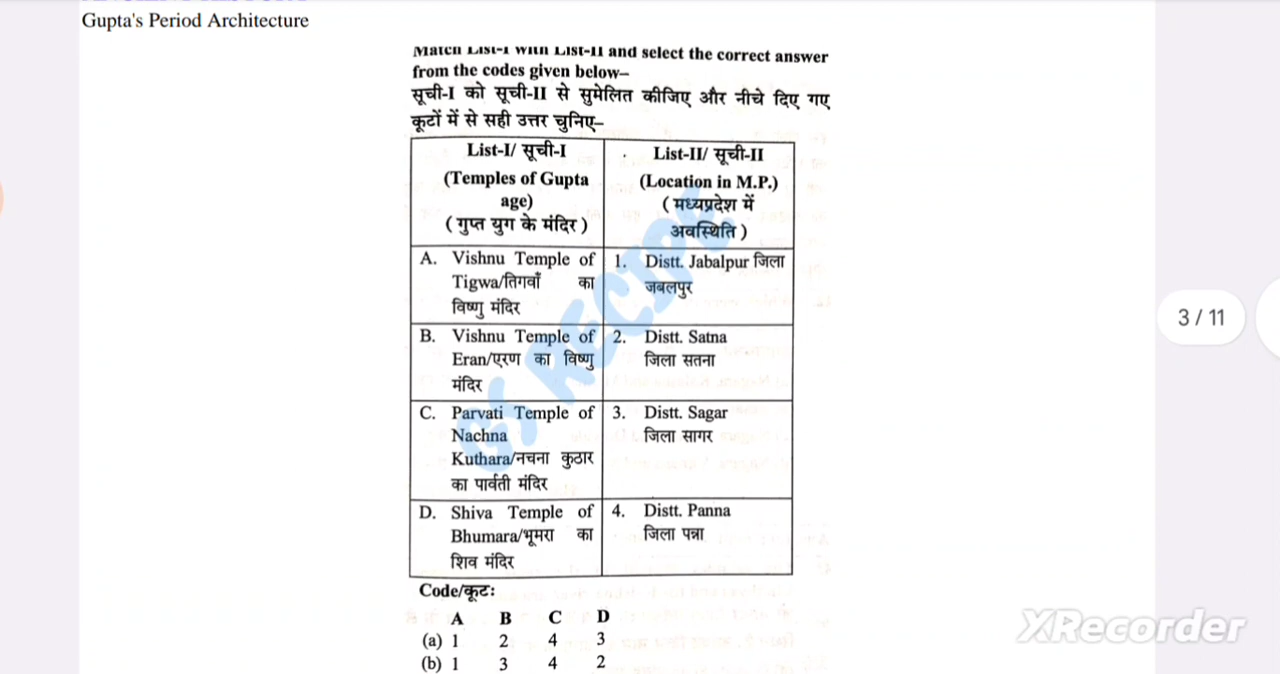 Gupta's Period Architecture
Match List-I with List-II and select the correct answer
from the codes given below–
सूची-I को सूची-II से सुमेलित कीजिए और नीचे दिए गए
कूटों में से सही उत्तर चुनिए–
List-I/ सूची-I
(Temples of Gupta
age)
( गुप्त युग के मंदिर )
List-II/ सूची-II
(Location in M.P.)
( मध्यप्रदेश में
अवस्थिति )
A. Vishnu Temple of
Tigwa/तिगवाँ का
विष्णु मंदिर
1. Distt. Jabalpur जिला
जबलपुर
B. Vishnu Temple of
Eran/एरण का विष्णु
मंदिर
2. Distt. Satna
जिला सतना
C. Parvati Temple of
Nachna
Kuthara/नचना कुठार
का पार्वती मंदिर
3. Distt. Sagar
जिला सागर
D. Shiva Temple of
Bhumara/भूमरा का
शिव मंदिर
4. Distt. Panna
जिला पन्ना
Code/कूट:
A B C D
(a) 1 2 4 3
(b) 1 3 4 2
GS RECIPE
3 / 11
XRecorder